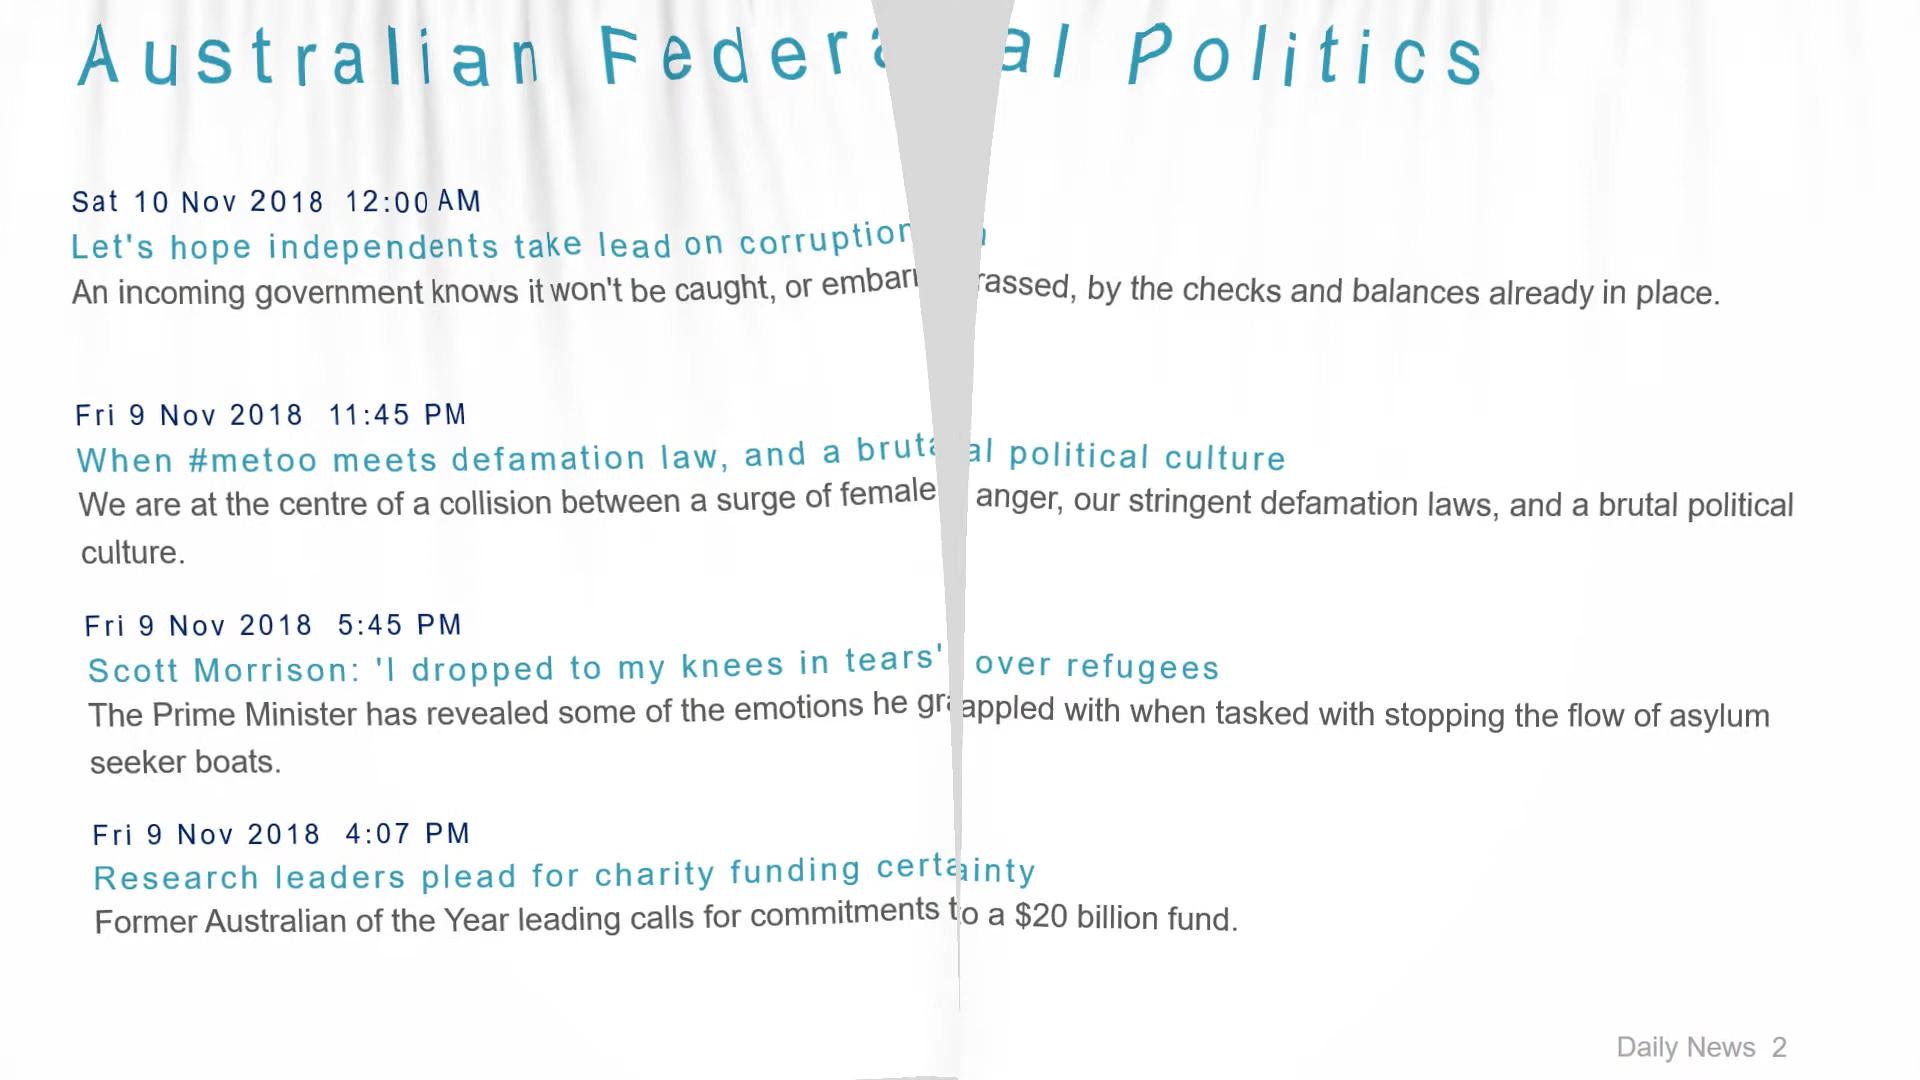 Australian Federal Politics
Sat 10 Nov 2018 12:00 AM
Let's hope independents take lead on corruption
An incoming government knows it won't be caught, or embarrassed, by the checks and balances already in place.
Fri 9 Nov 2018 11:45 PM
When #metoo meets defamation law, and a brutal political culture
We are at the centre of a collision between a surge of female anger, our stringent defamation laws, and a brutal political
culture.
Fri 9 Nov 2018 5:45 PM
Scott Morrison: 'I dropped to my knees in tears' over refugees
The Prime Minister has revealed some of the emotions he grappled with when tasked with stopping the flow of asylum
seeker boats.
Fri 9 Nov 2018 4:07 PM
Research leaders plead for charity funding certainty
Former Australian of the Year leading calls for commitments to a $20 billion fund.
Daily News 2